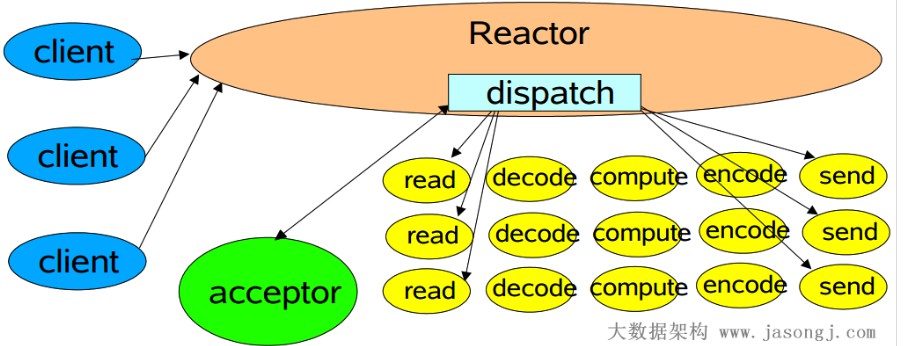 Reactor
client
dispatch
client
read decode compute encode send
client
read decode compute encode send
acceptor
read decode compute encode send
大数据架构 www.jasongj.com